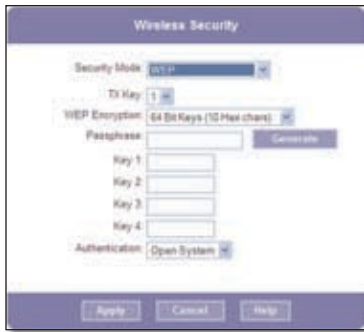 Wireless Security
Security Mode: WEP
TX Key: 1
WEP Encryption: 64 Bit Keys (10 Hex chars)
Passphrase: Generate
Key 1:
Key 2:
Key 3:
Key 4:
Authentication: Open System
Apply Cancel Help